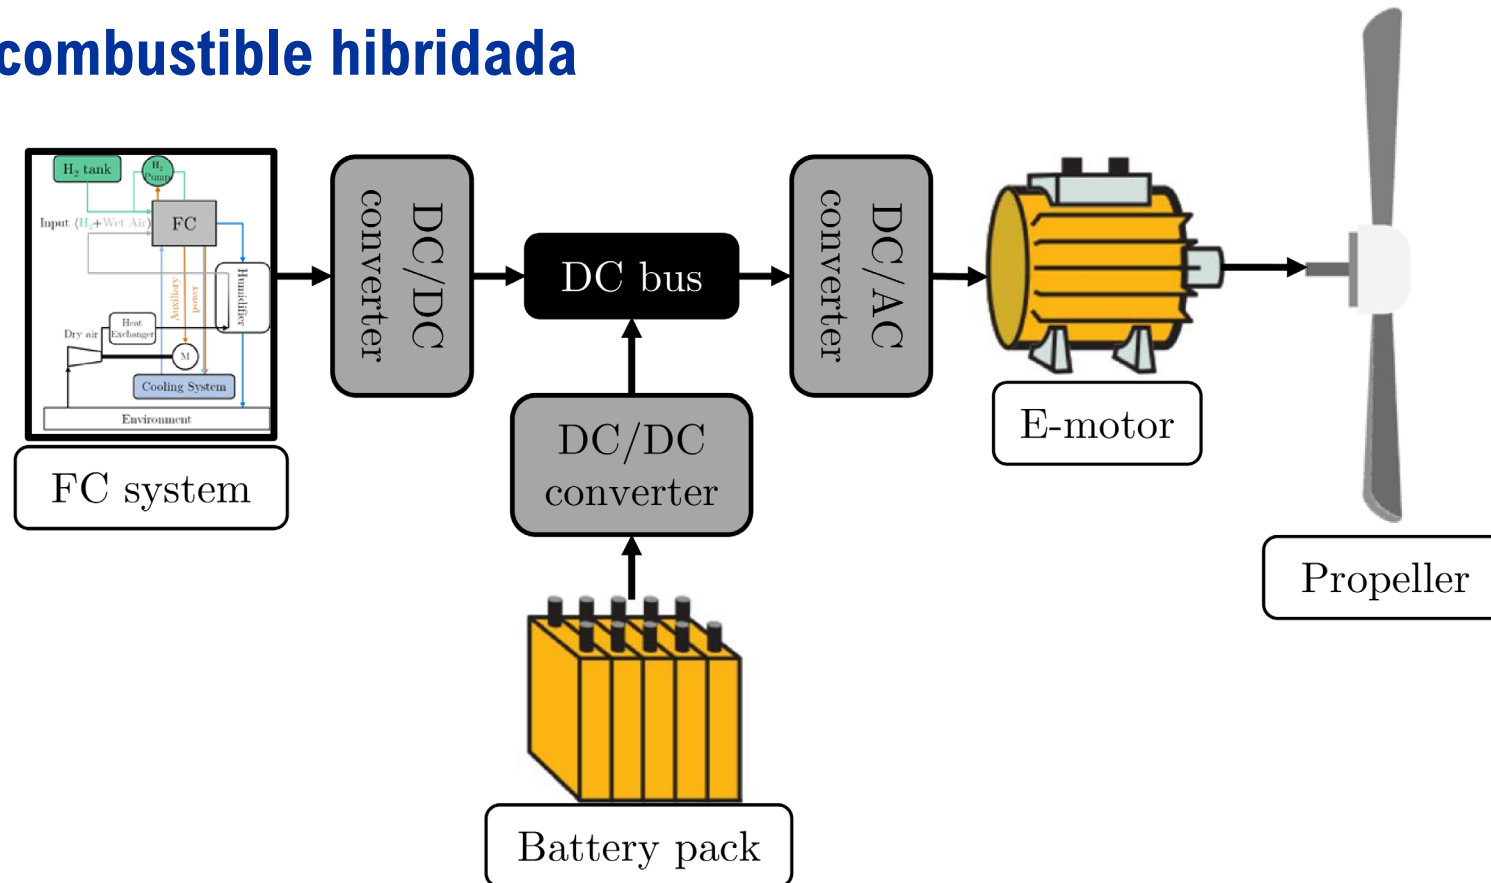 combustible hibridada
H₂ tank
H₂
Pump
Input (H₂+Wet Air)
FC
Humidifier
Auxiliary
power
Heat
Exchanger
Dry air
M
Cooling System
Environment
FC system
DC/DC
converter
DC bus
DC/DC
converter
Battery pack
DC/AC
converter
E-motor
Propeller